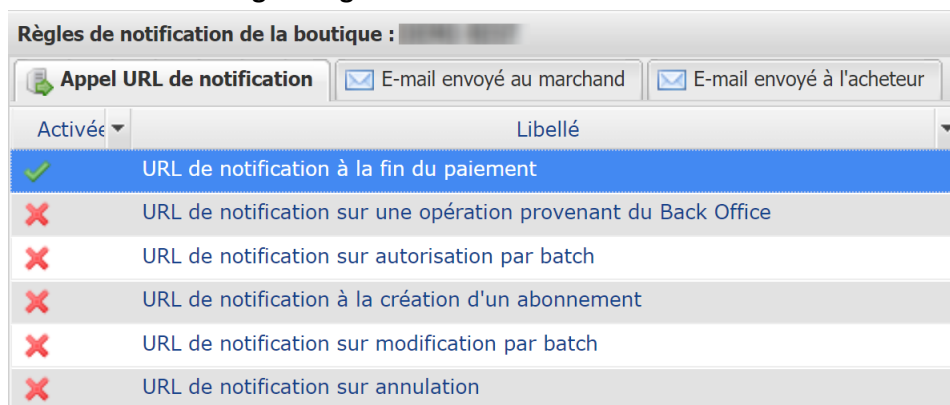 Règles de notification de la boutique :
Appel URL de notification E-mail envoyé au marchand E-mail envoyé à l'acheteur
Activée Libellé
URL de notification à la fin du paiement
URL de notification sur une opération provenant du Back Office
URL de notification sur autorisation par batch
URL de notification à la création d'un abonnement
URL de notification sur modification par batch
URL de notification sur annulation